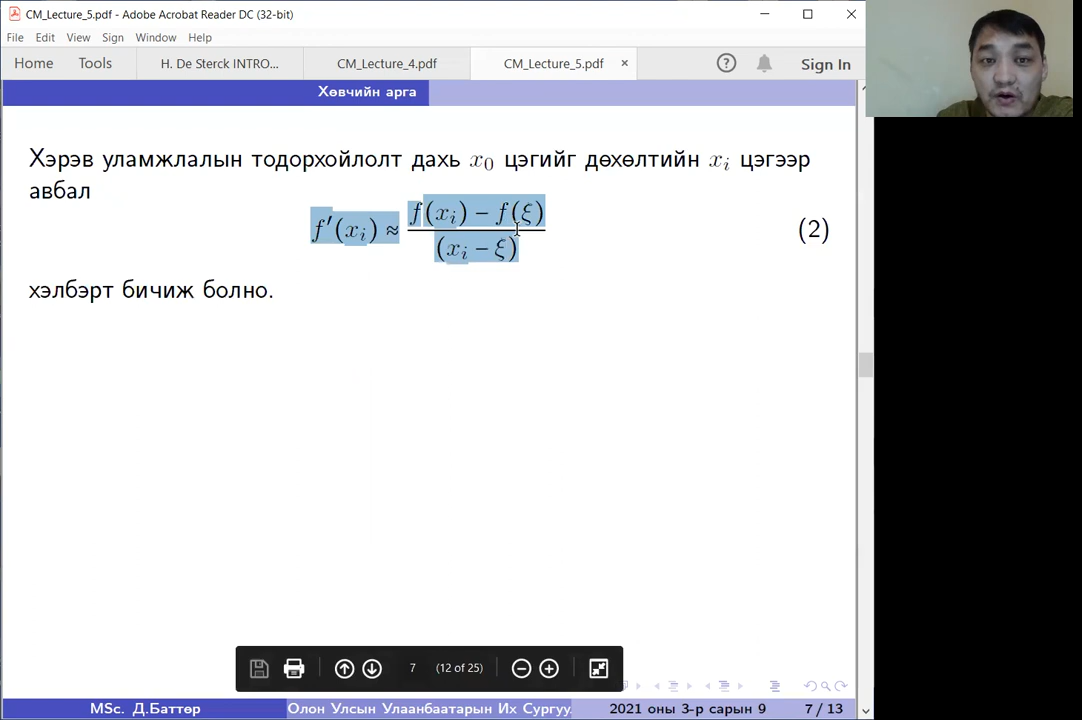 CM_Lecture_5.pdf - Adobe Acrobat Reader DC (32-bit)
File Edit View Sign Window Help
Home Tools H. De Sterck INTRO... CM_Lecture_4.pdf CM_Lecture_5.pdf × ? Sign In
Хөвчийн арга
Хэрэв уламжлалын тодорхойлолт дахь x₀ цэгийг дөхөлтийн xᵢ цэгээр
авбал
f′(xᵢ) ≈ (f(xᵢ) − f(ξ)) / (xᵢ − ξ) (2)
хэлбэрт бичиж болно.
7 (12 of 25)
MSc. Д.Баттөр Олон Улсын Улаанбаатарын Их Сургуу. 2021 оны 3-р сарын 9 7 / 13